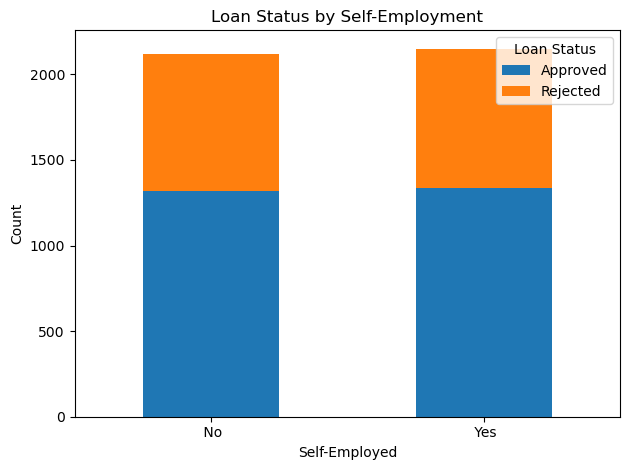 Loan Status by Self-Employment
Loan Status
Approved
Rejected
Count
2000
1500
1000
500
0
No
Yes
Self-Employed